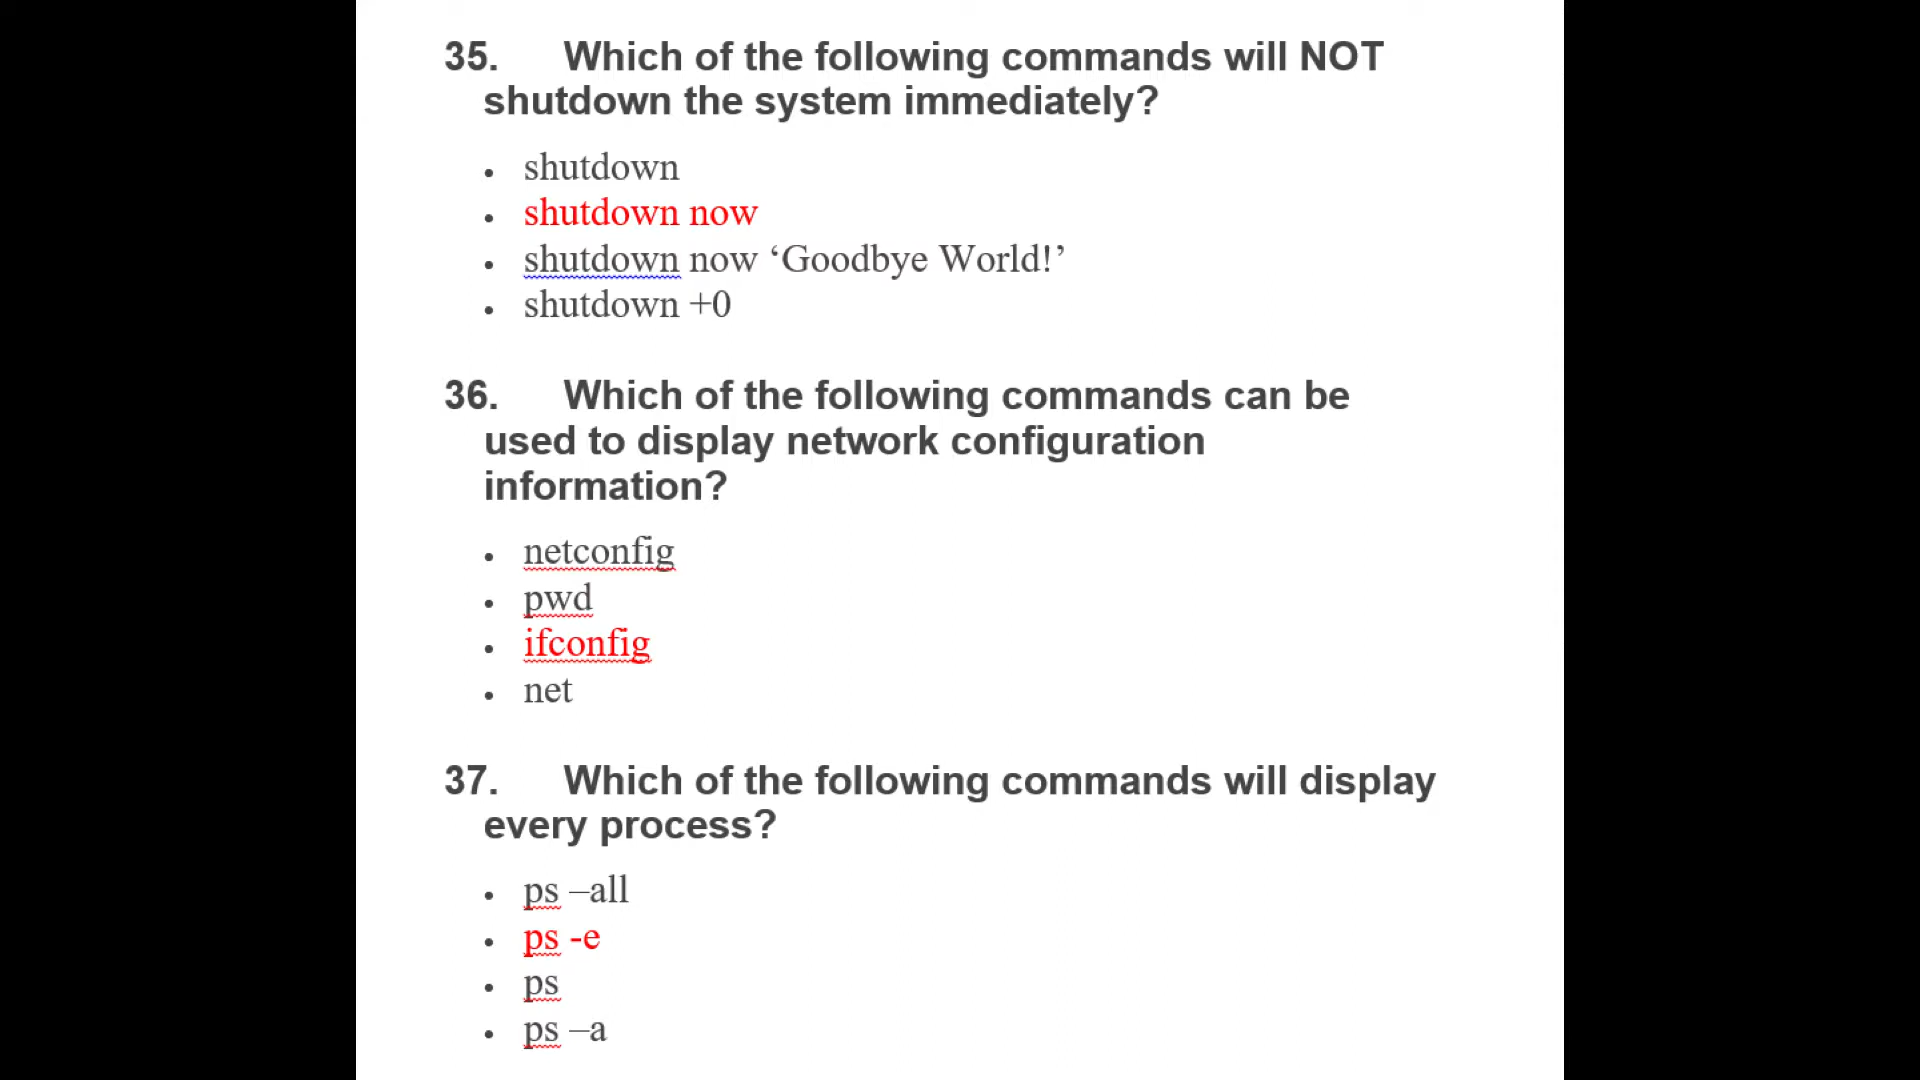 35. Which of the following commands will NOT
shutdown the system immediately?
• shutdown
• shutdown now
• shutdown now ‘Goodbye World!’
• shutdown +0
36. Which of the following commands can be
used to display network configuration
information?
• netconfig
• pwd
• ifconfig
• net
37. Which of the following commands will display
every process?
• ps –all
• ps -e
• ps
• ps –a